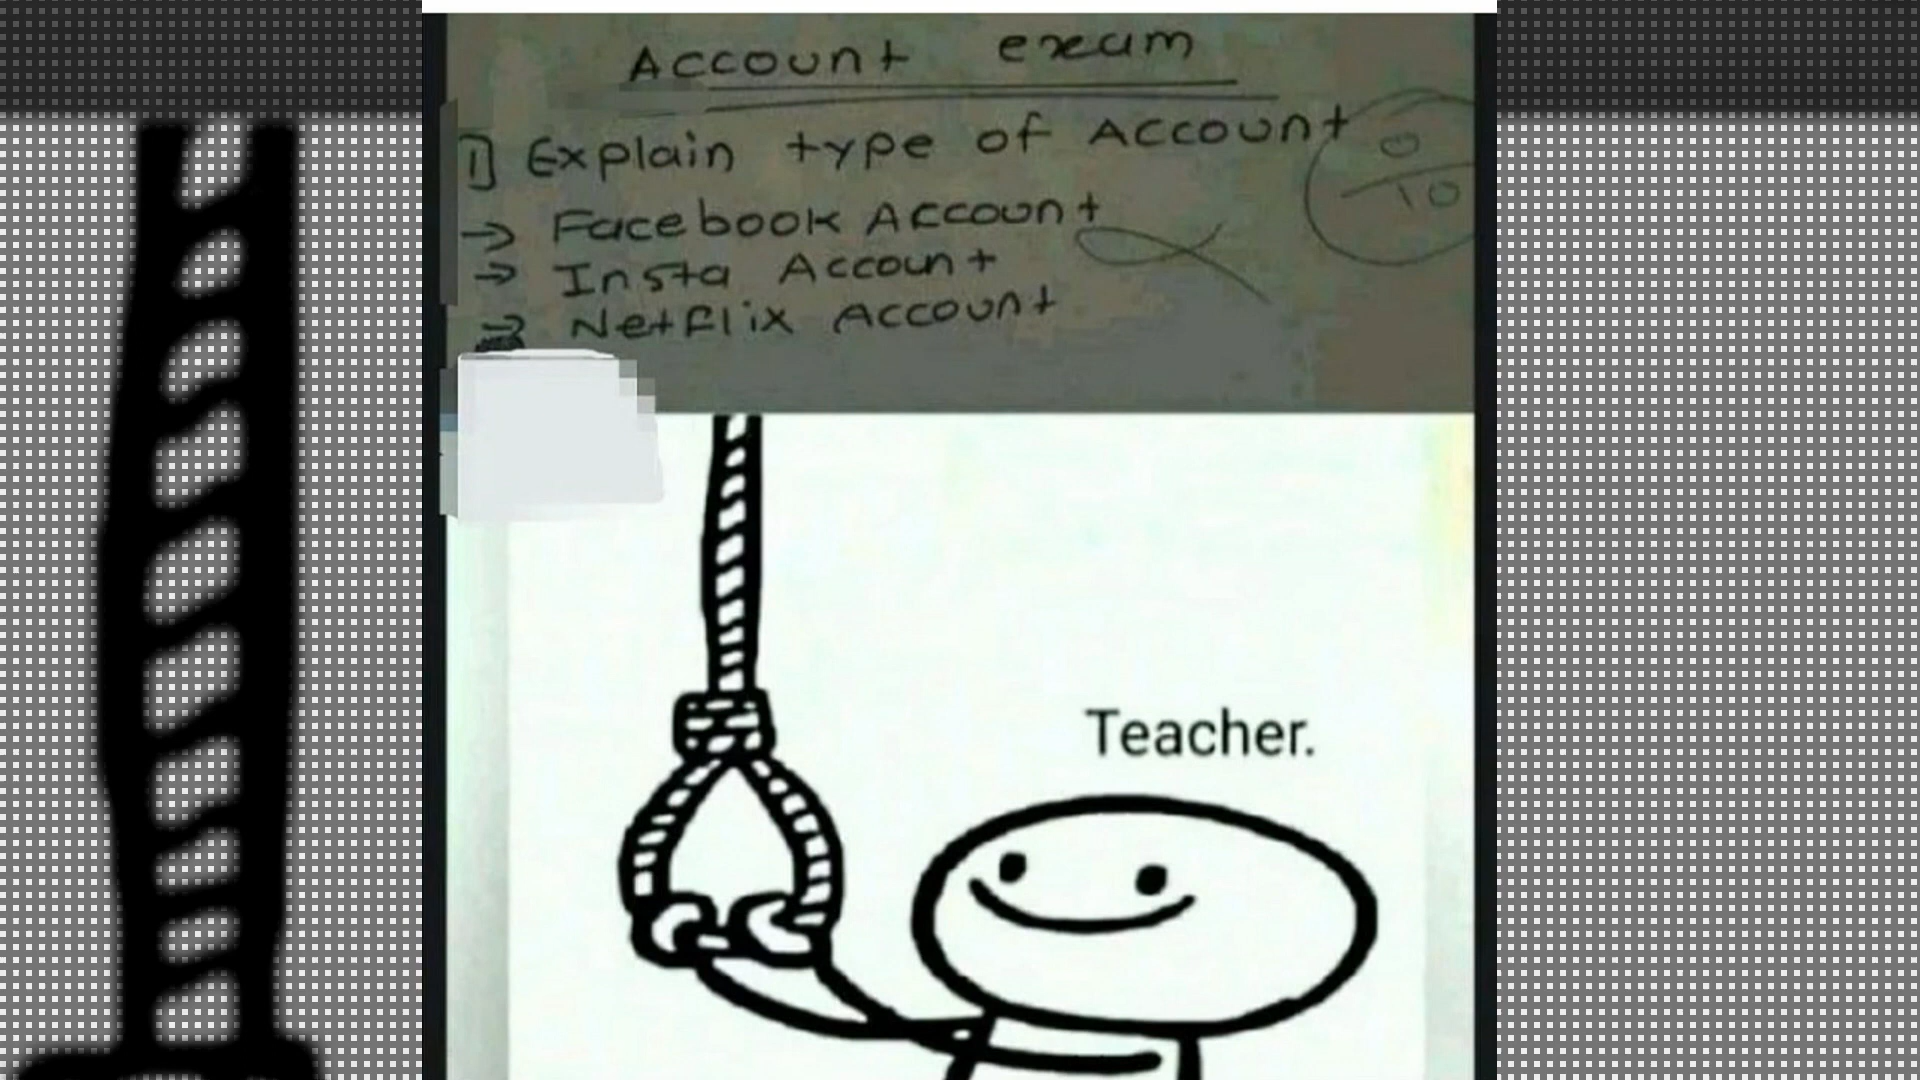 Account exam
1] Explain type of Account
0/10
→ Facebook Account
→ Insta Account
→ Netflix Account
Teacher.